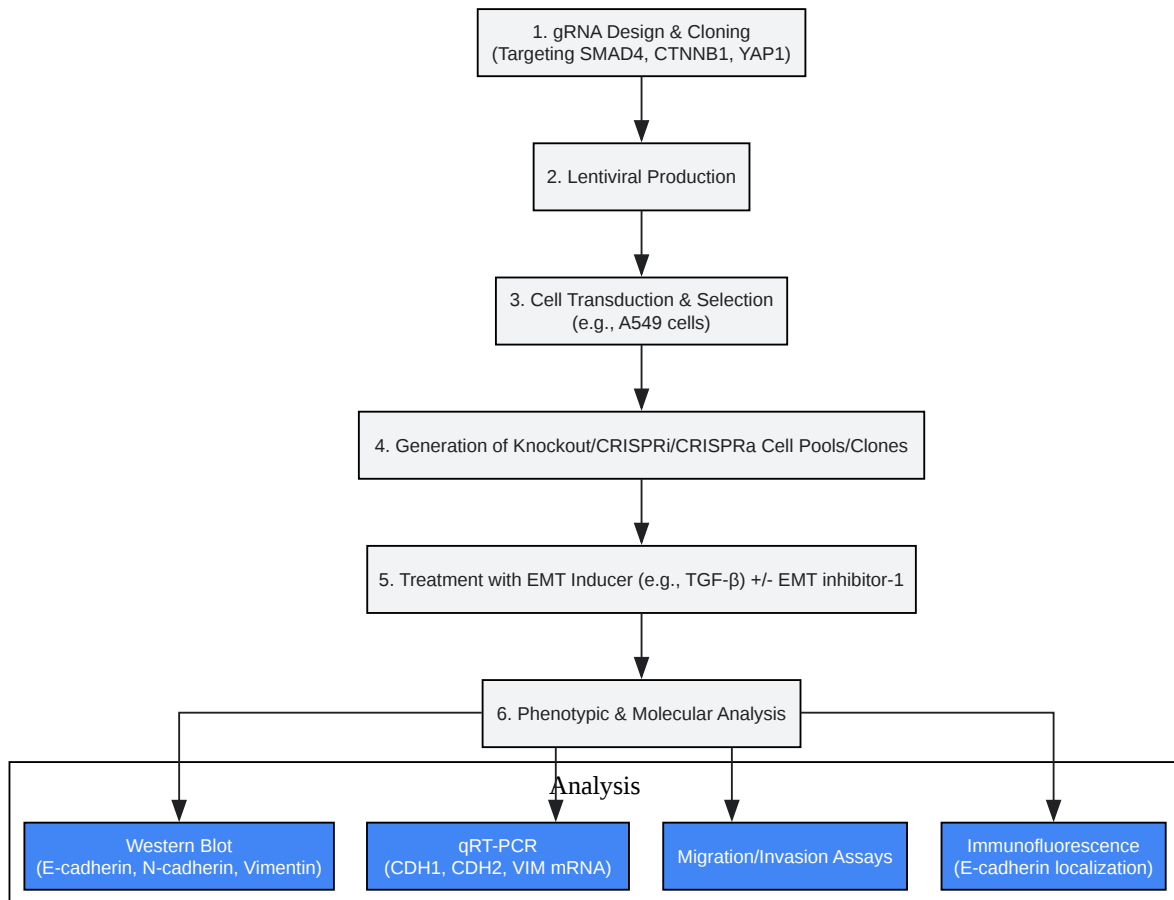 1. gRNA Design & Cloning
(Targeting SMAD4, CTNNB1, YAP1)
2. Lentiviral Production
3. Cell Transduction & Selection
(e.g., A549 cells)
4. Generation of Knockout/CRISPRi/CRISPRa Cell Pools/Clones
5. Treatment with EMT Inducer (e.g., TGF-β) +/- EMT inhibitor-1
6. Phenotypic & Molecular Analysis
Analysis
Western Blot
(E-cadherin, N-cadherin, Vimentin)
qRT-PCR
(CDH1, CDH2, VIM mRNA)
Migration/Invasion Assays
Immunofluorescence
(E-cadherin localization)